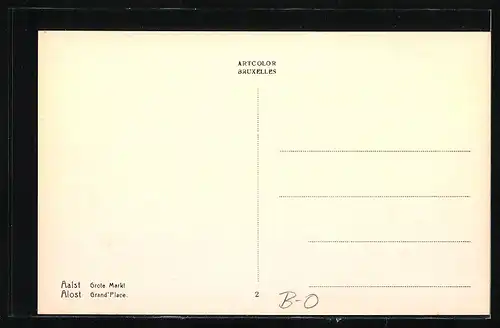 ARTCOLOR
BRUXELLES
Aalst Grote Markt
Alost Grand'Place.
2
B-O